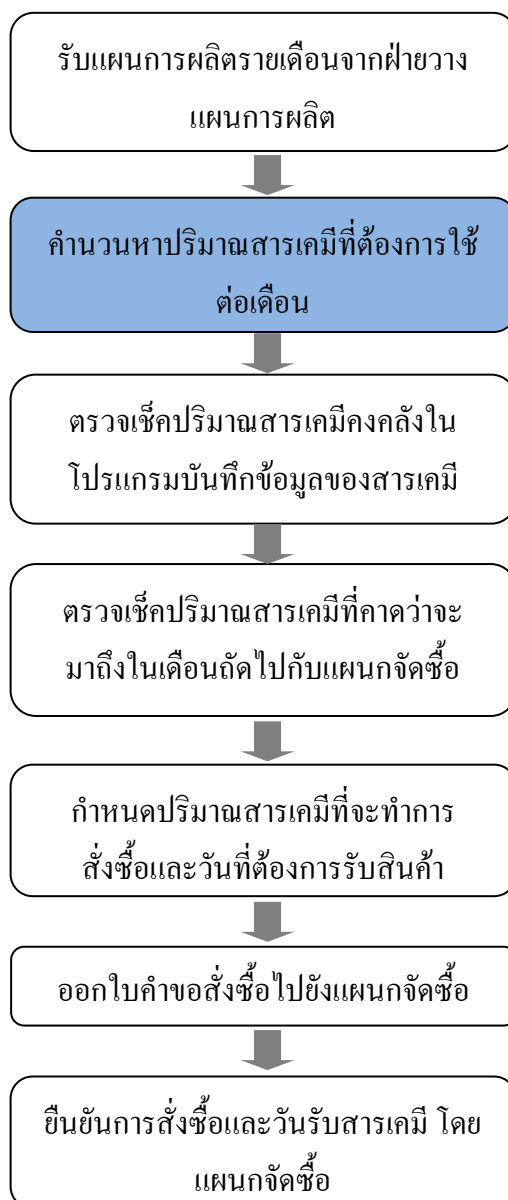 รับแผนการผลิตรายเดือนจากฝ่ายวาง
แผนการผลิต
คำนวนหาปริมาณสารเคมีที่ต้องการใช้
ต่อเดือน
ตรวจเช็คปริมาณสารเคมีคงคลังใน
โปรแกรมบันทึกข้อมูลของสารเคมี
ตรวจเช็คปริมาณสารเคมีที่คาดว่าจะ
มาถึงในเดือนถัดไปกับแผนกจัดซื้อ
กำหนดปริมาณสารเคมีที่จะทำการ
สั่งซื้อและวันที่ต้องการรับสินค้า
ออกใบคำขอสั่งซื้อไปยังแผนกจัดซื้อ
ยืนยันการสั่งซื้อและวันรับสารเคมี โดย
แผนกจัดซื้อ